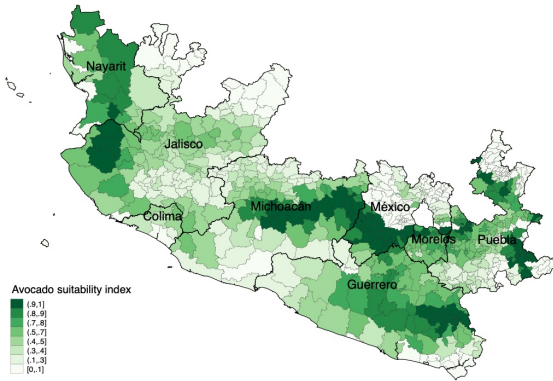 Nayarit
Jalisco
Colima
Michoacán
México
Morelos
Puebla
Guerrero
Avocado suitability index
(.9,1]
(.8,.9]
(.7,.8]
(.5,.7]
(.4,.5]
(.3,.4]
(.1,.3]
[0,.1]